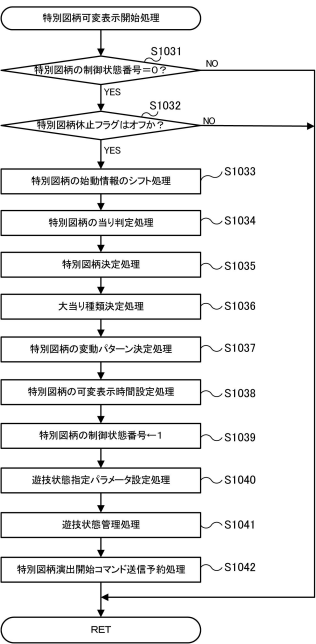 特別図柄可変表示開始処理
S1031
特別図柄の制御状態番号=0?
NO
YES
S1032
特別図柄休止フラグはオフか?
NO
YES
特別図柄の始動情報のシフト処理
S1033
特別図柄の当り判定処理
S1034
特別図柄決定処理
S1035
大当り種類決定処理
S1036
特別図柄の変動パターン決定処理
S1037
特別図柄の可変表示時間設定処理
S1038
特別図柄の制御状態番号←1
S1039
遊技状態指定パラメータ設定処理
S1040
遊技状態管理処理
S1041
特別図柄演出開始コマンド送信予約処理
S1042
RET